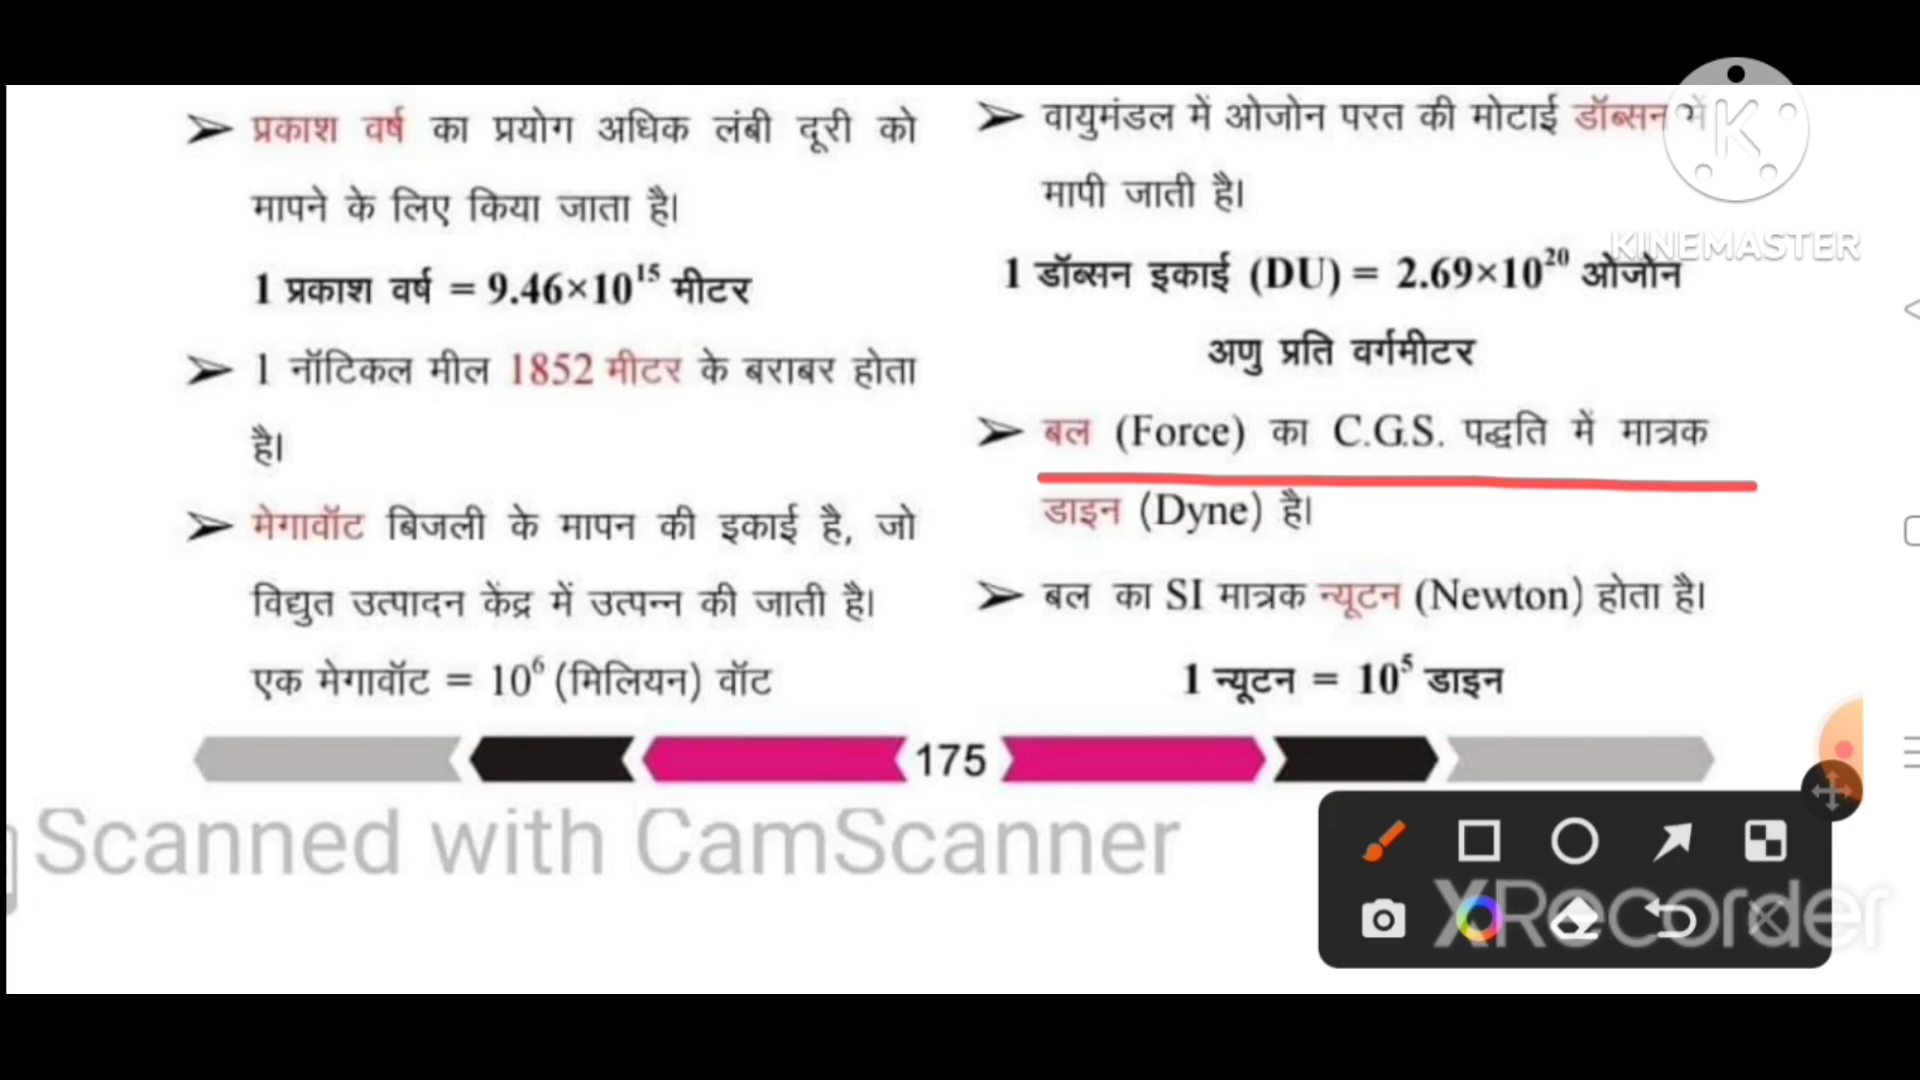 ➢ प्रकाश वर्ष का प्रयोग अधिक लंबी दूरी को
मापने के लिए किया जाता है।
1 प्रकाश वर्ष = 9.46×10¹⁵ मीटर
➢ 1 नॉटिकल मील 1852 मीटर के बराबर होता
है।
➢ मेगावॉट बिजली के मापन की इकाई है, जो
विद्युत उत्पादन केंद्र में उत्पन्न की जाती है।
एक मेगावॉट = 10⁶ (मिलियन) वॉट
➢ वायुमंडल में ओजोन परत की मोटाई डॉब्सन में
मापी जाती है।
1 डॉब्सन इकाई (DU) = 2.69×10²⁰ ओजोन
अणु प्रति वर्गमीटर
➢ बल (Force) का C.G.S. पद्धति में मात्रक
डाइन (Dyne) है।
➢ बल का SI मात्रक न्यूटन (Newton) होता है।
1 न्यूटन = 10⁵ डाइन
175
Scanned with CamScanner
K
KINEMASTER
XRecorder